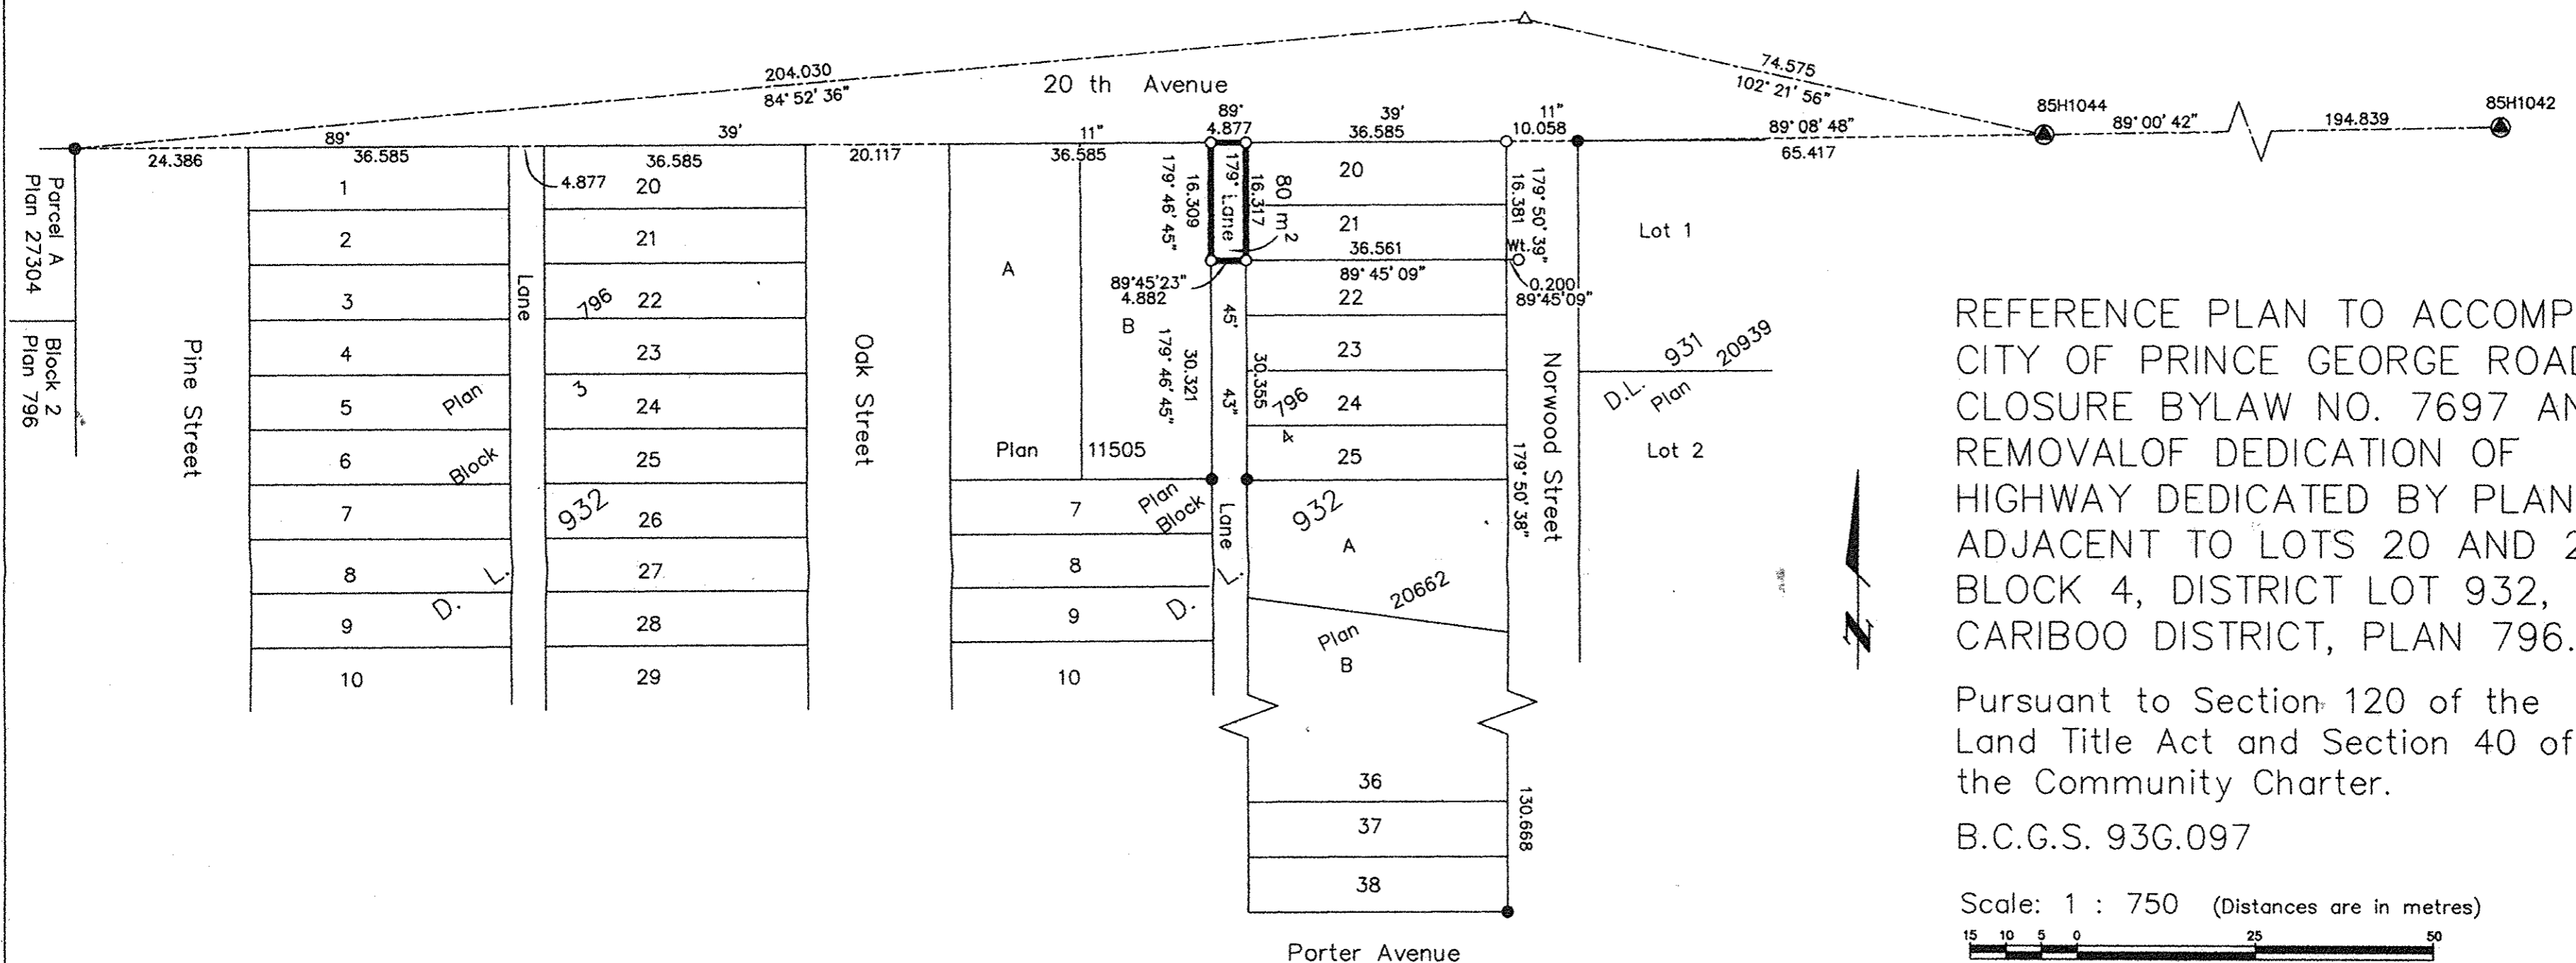 204.030
84° 52' 36"
20 th Avenue
74.575
102° 21' 56"
85H1044
89° 00' 42"
194.839
85H1042
89° 39' 11"
24.386
36.585
4.877
36.585
20.117
36.585
89° 39' 11"
4.877
36.585
10.058
89° 08' 48"
65.417
Parcel A
Plan 27304
Block 2
Plan 796
Pine Street
1
2
3
4
5
6
7
8
9
10
Plan
Block
D. L.
Lane
20
21
22
23
24
25
26
27
28
29
796
3
932
Oak Street
A
B
Plan 11505
7
8
9
10
Plan
Block
D. L.
179° 46' 45"
16.309
179° Lane
16.317
80 m2
89°45'23"
4.882
45'
43"
179° 46' 45"
30.321
30.355
Lane
20
21
36.561
89° 45' 09"
22
23
24
25
796
4
932
A
20662
Plan
B
36
37
38
Wt.
0.200
89°45'09"
179° 50' 39"
16.381
Norwood Street
179° 50' 38"
130.668
Lot 1
D.L. 931
Plan 20939
Lot 2
Porter Avenue
N
REFERENCE PLAN TO ACCOMP
CITY OF PRINCE GEORGE ROAD
CLOSURE BYLAW NO. 7697 AN
REMOVALOF DEDICATION OF
HIGHWAY DEDICATED BY PLAN
ADJACENT TO LOTS 20 AND 2
BLOCK 4, DISTRICT LOT 932,
CARIBOO DISTRICT, PLAN 796.
Pursuant to Section 120 of the
Land Title Act and Section 40 of
the Community Charter.
B.C.G.S. 93G.097
Scale: 1 : 750 (Distances are in metres)
15 10 5 0 25 50